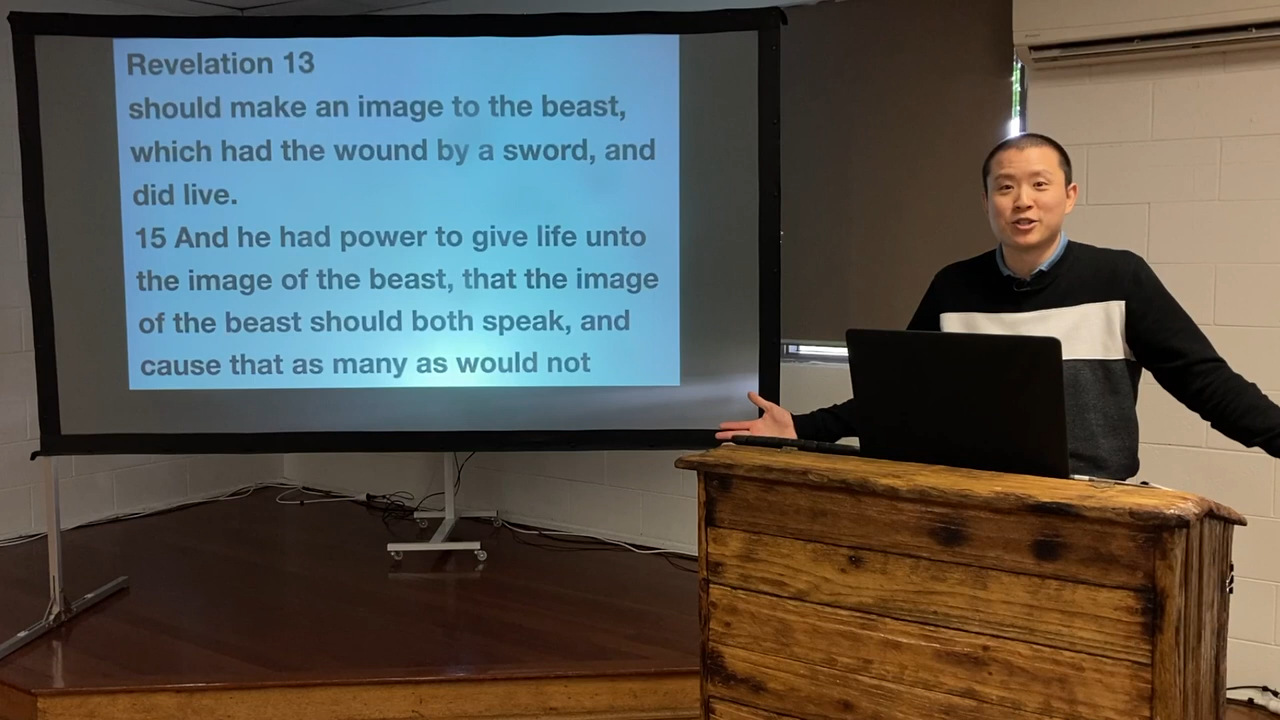 Revelation 13
should make an image to the beast,
which had the wound by a sword, and
did live.
15 And he had power to give life unto
the image of the beast, that the image
of the beast should both speak, and
cause that as many as would not